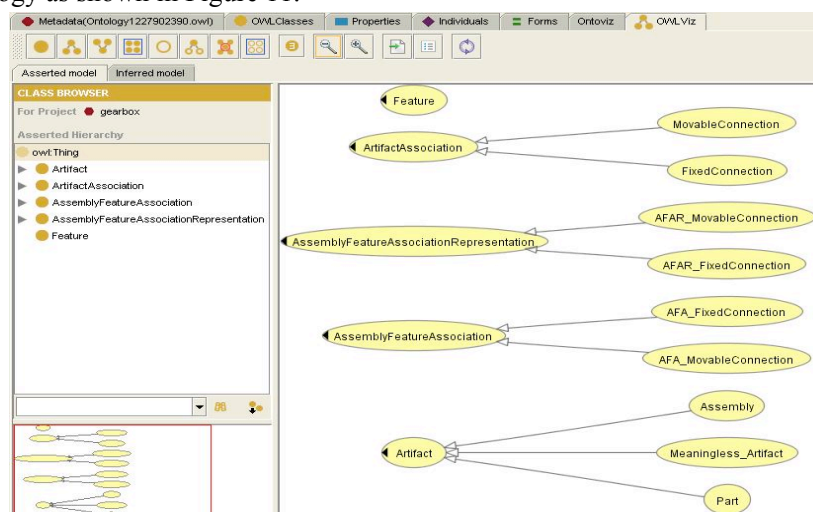 logy as shown in Figure 11.
Metadata(Ontology1227902390.owl) OWLClasses Properties Individuals Forms Ontoviz OWLViz
Asserted model Inferred model
CLASS BROWSER
For Project gearbox
Asserted Hierarchy
owl:Thing
Artifact
ArtifactAssociation
AssemblyFeatureAssociation
AssemblyFeatureAssociationRepresentation
Feature
Feature
ArtifactAssociation
MovableConnection
FixedConnection
AssemblyFeatureAssociationRepresentation
AFAR_MovableConnection
AFAR_FixedConnection
AssemblyFeatureAssociation
AFA_FixedConnection
AFA_MovableConnection
Artifact
Assembly
Meaningless_Artifact
Part